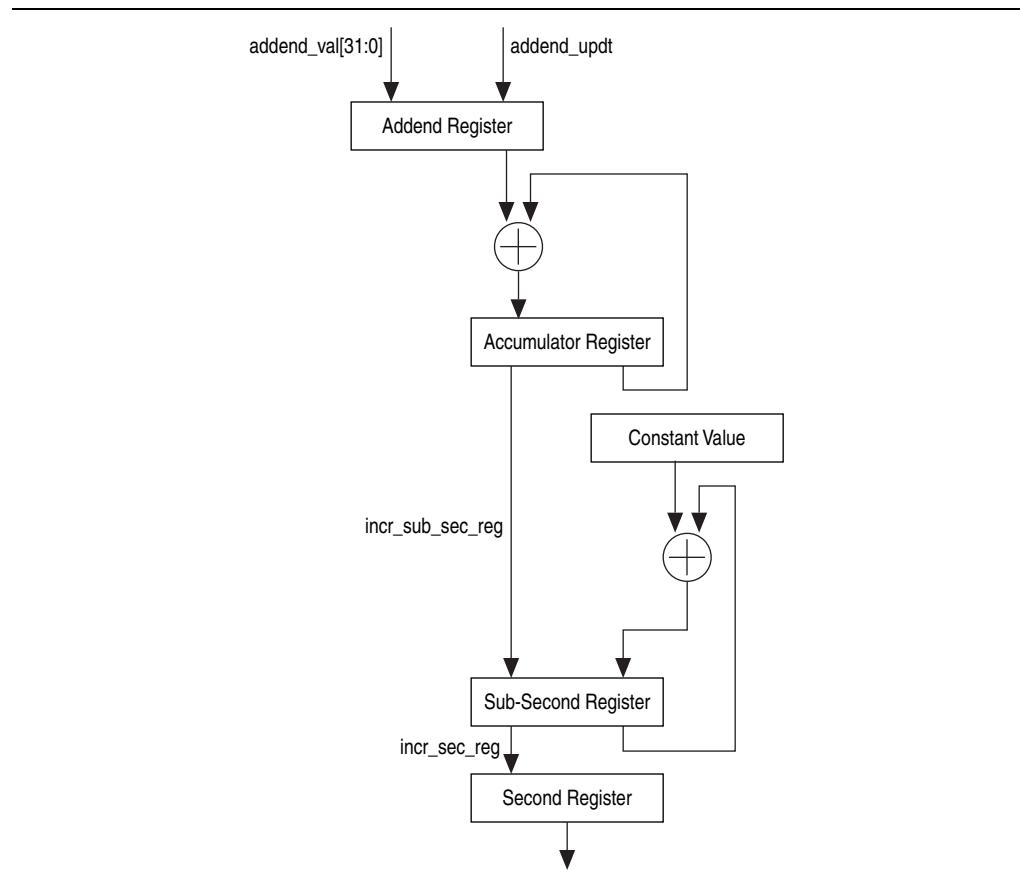 addend_val[31:0]
addend_updt
Addend Register
Accumulator Register
Constant Value
incr_sub_sec_reg
Sub-Second Register
incr_sec_reg
Second Register